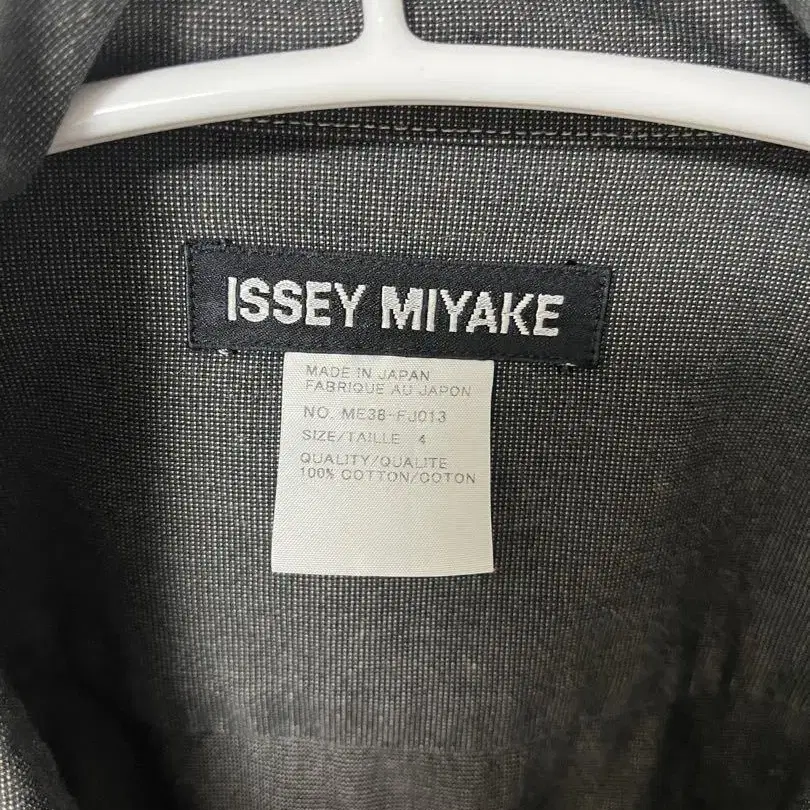 ISSEY MIYAKE
MADE IN JAPAN
FABRIQUE AU JAPON
NO. ME38-FJ013
SIZE/TAILLE 4
QUALITY/QUALITE
100% COTTON/COTON